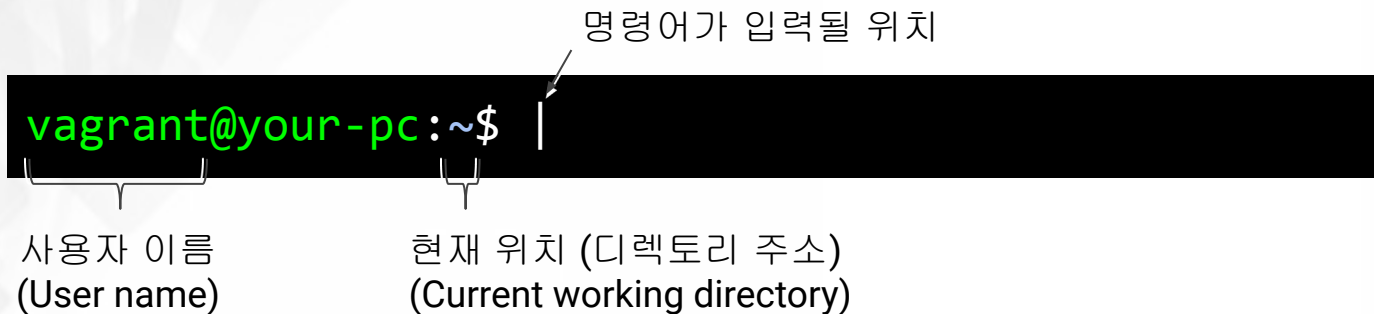 명령어가 입력될 위치
vagrant@your-pc:~$ |
사용자 이름
(User name)
현재 위치 (디렉토리 주소)
(Current working directory)